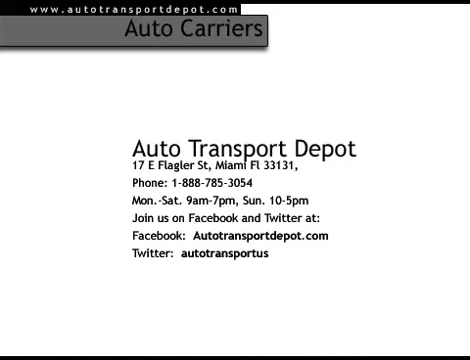 www.autotransportdepot.com
Auto Carriers
Auto Transport Depot
17 E Flagler St, Miami Fl 33131,
Phone: 1-888-785-3054
Mon.-Sat. 9am-7pm, Sun. 10-5pm
Join us on Facebook and Twitter at:
Facebook: Autotransportdepot.com
Twitter: autotransportus